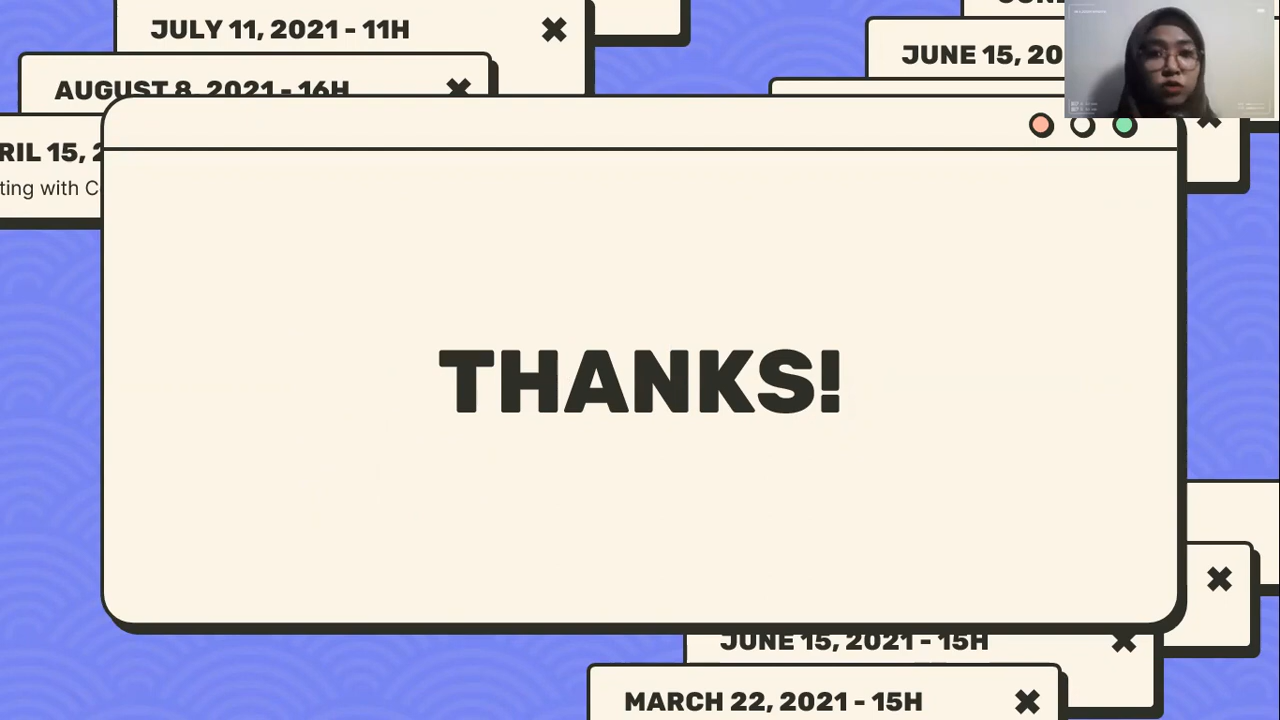 JULY 11, 2021 - 11H
JUNE 15, 20
AUGUST 8, 2021 - 16H
RIL 15, 2
ting with C
THANKS!
JUNE 15, 2021 - 15H
MARCH 22, 2021 - 15H